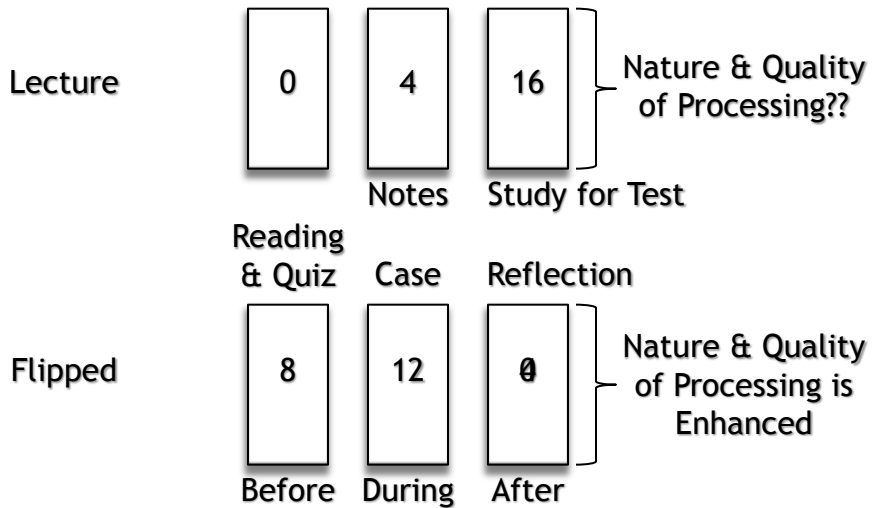 Lecture
0
4
16
Nature & Quality
of Processing??
Notes
Study for Test
Reading
& Quiz
Case
Reflection
Flipped
8
12
Nature & Quality
of Processing is
Enhanced
Before
During
After